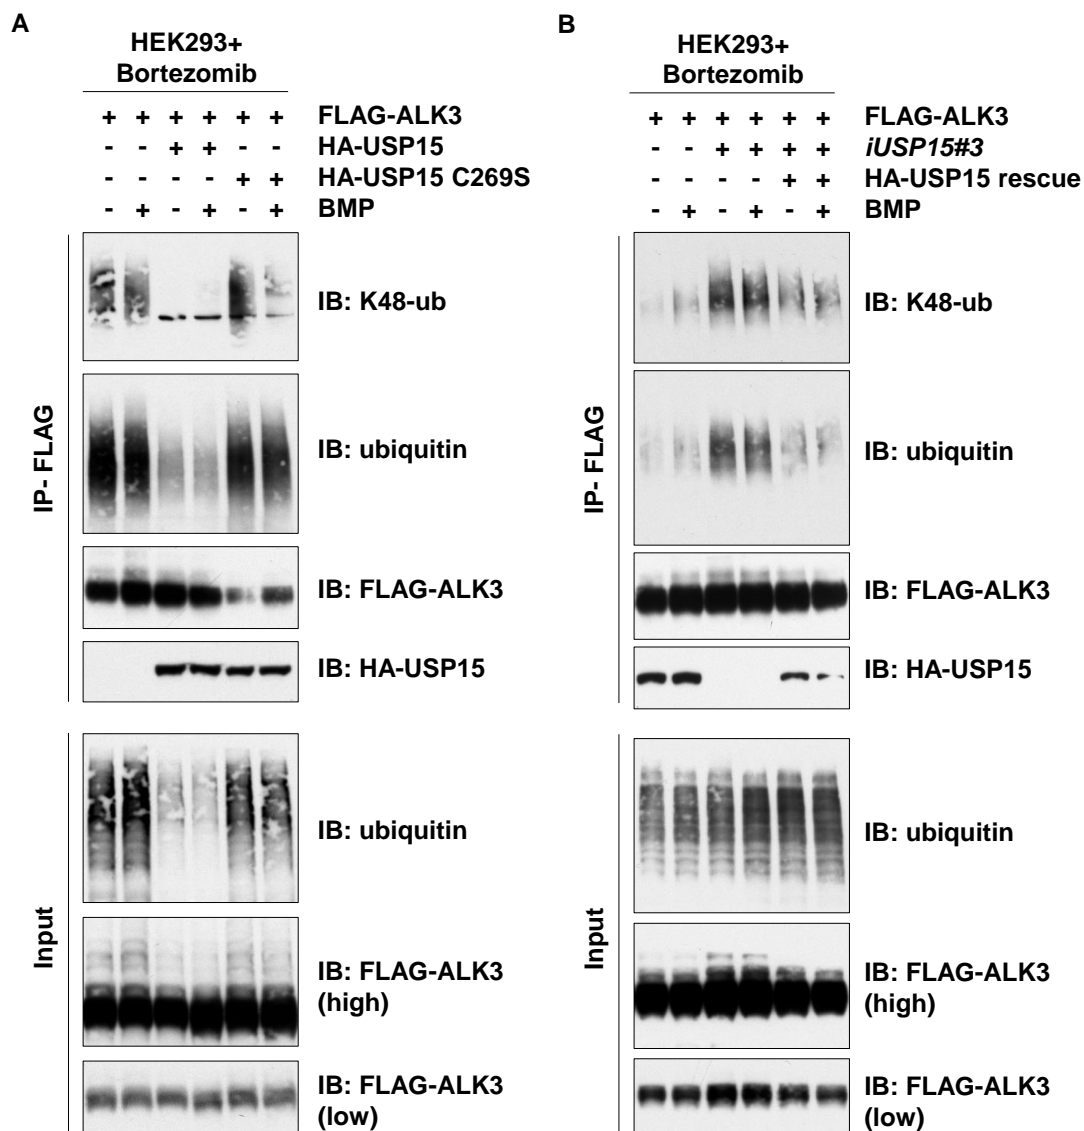 A
HEK293+
Bortezomib
+ + + + + + FLAG-ALK3
- - + + - - HA-USP15
- - - - + + HA-USP15 C269S
- + - + - + BMP
IP- FLAG
IB: K48-ub
IB: ubiquitin
IB: FLAG-ALK3
IB: HA-USP15
Input
IB: ubiquitin
IB: FLAG-ALK3
(high)
IB: FLAG-ALK3
(low)
B
HEK293+
Bortezomib
+ + + + + + FLAG-ALK3
- - + + + + iUSP15#3
- - - - + + HA-USP15 rescue
- + - + - + BMP
IP- FLAG
IB: K48-ub
IB: ubiquitin
IB: FLAG-ALK3
IB: HA-USP15
Input
IB: ubiquitin
IB: FLAG-ALK3
(high)
IB: FLAG-ALK3
(low)